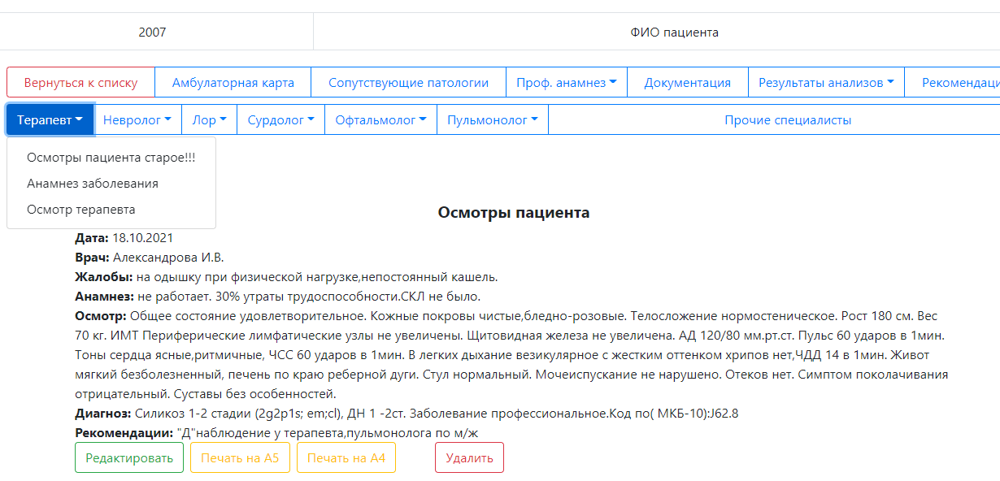 2007 ФИО пациента
Вернуться к списку Амбулаторная карта Сопутствующие патологии Проф. анамнез Документация Результаты анализов Рекомендаци
Терапевт Невролог Лор Сурдолог Офтальмолог Пульмонолог Прочие специалисты
Осмотры пациента старое!!!
Анамнез заболевания
Осмотр терапевта
Осмотры пациента
Дата: 18.10.2021
Врач: Александрова И.В.
Жалобы: на одышку при физической нагрузке,непостоянный кашель.
Анамнез: не работает. 30% утраты трудоспособности.СКЛ не было.
Осмотр: Общее состояние удовлетворительное. Кожные покровы чистые,бледно-розовые. Телосложение нормостеническое. Рост 180 см. Вес
70 кг. ИМТ Периферические лимфатические узлы не увеличены. Щитовидная железа не увеличена. АД 120/80 мм.рт.ст. Пульс 60 ударов в 1мин.
Тоны сердца ясные,ритмичные, ЧСС 60 ударов в 1мин. В легких дыхание везикулярное с жестким оттенком хрипов нет,ЧДД 14 в 1мин. Живот
мягкий безболезненный, печень по краю реберной дуги. Стул нормальный. Мочеиспускание не нарушено. Отеков нет. Симптом поколачивания
отрицательный. Суставы без особенностей.
Диагноз: Силикоз 1-2 стадии (2g2p1s; em;cl), ДН 1 -2ст. Заболевание профессиональное.Код по( МКБ-10):J62.8
Рекомендации: "Д"наблюдение у терапевта,пульмонолога по м/ж
Редактировать Печать на А5 Печать на А4 Удалить